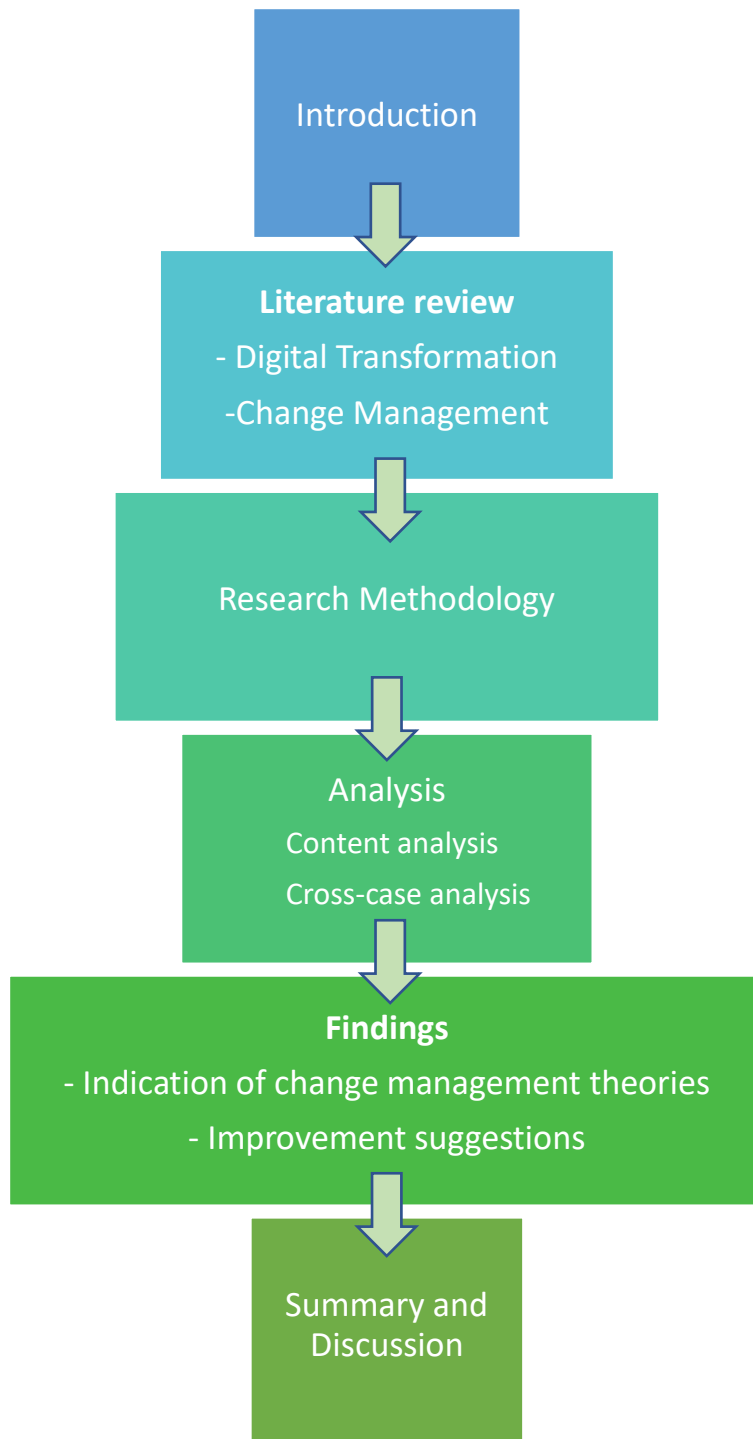 Introduction
Literature review
- Digital Transformation
-Change Management
Research Methodology
Analysis
Content analysis
Cross-case analysis
Findings
- Indication of change management theories
- Improvement suggestions
Summary and
Discussion